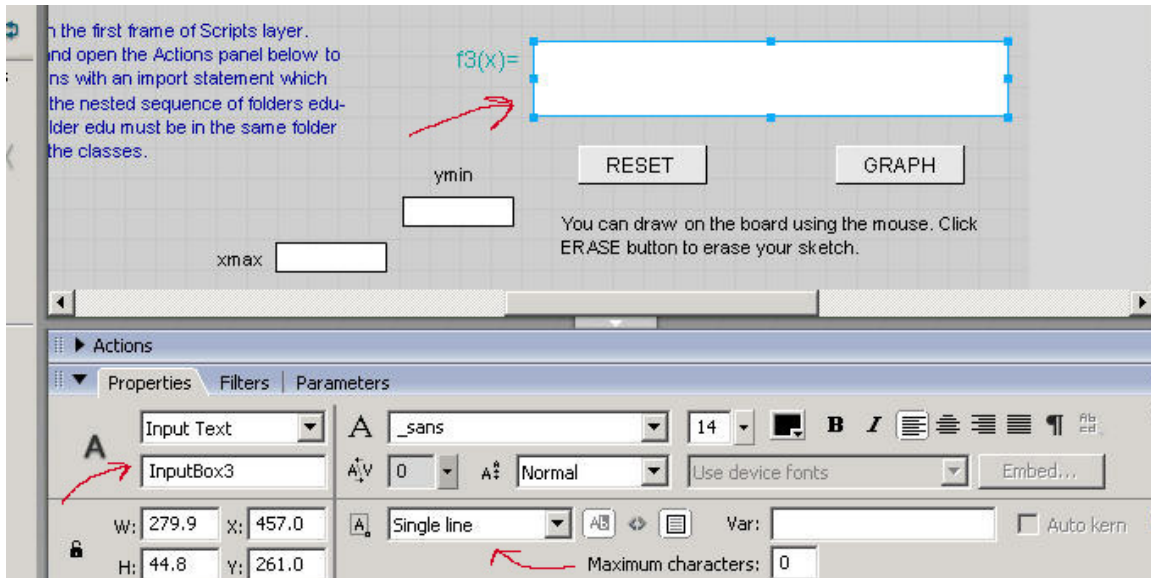 n the first frame of Scripts layer.
nd open the Actions panel below to
ns with an import statement which
the nested sequence of folders edu-
lder edu must be in the same folder
the classes.
f3(x)=
RESET
GRAPH
ymin
You can draw on the board using the mouse. Click
ERASE button to erase your sketch.
xmax
Actions
Properties Filters Parameters
A Input Text A _sans 14 B I
InputBox3 A/V 0 A Normal Use device fonts Embed...
W: 279.9 X: 457.0 A Single line AB Var: Auto kern
H: 44.8 Y: 261.0 Maximum characters: 0